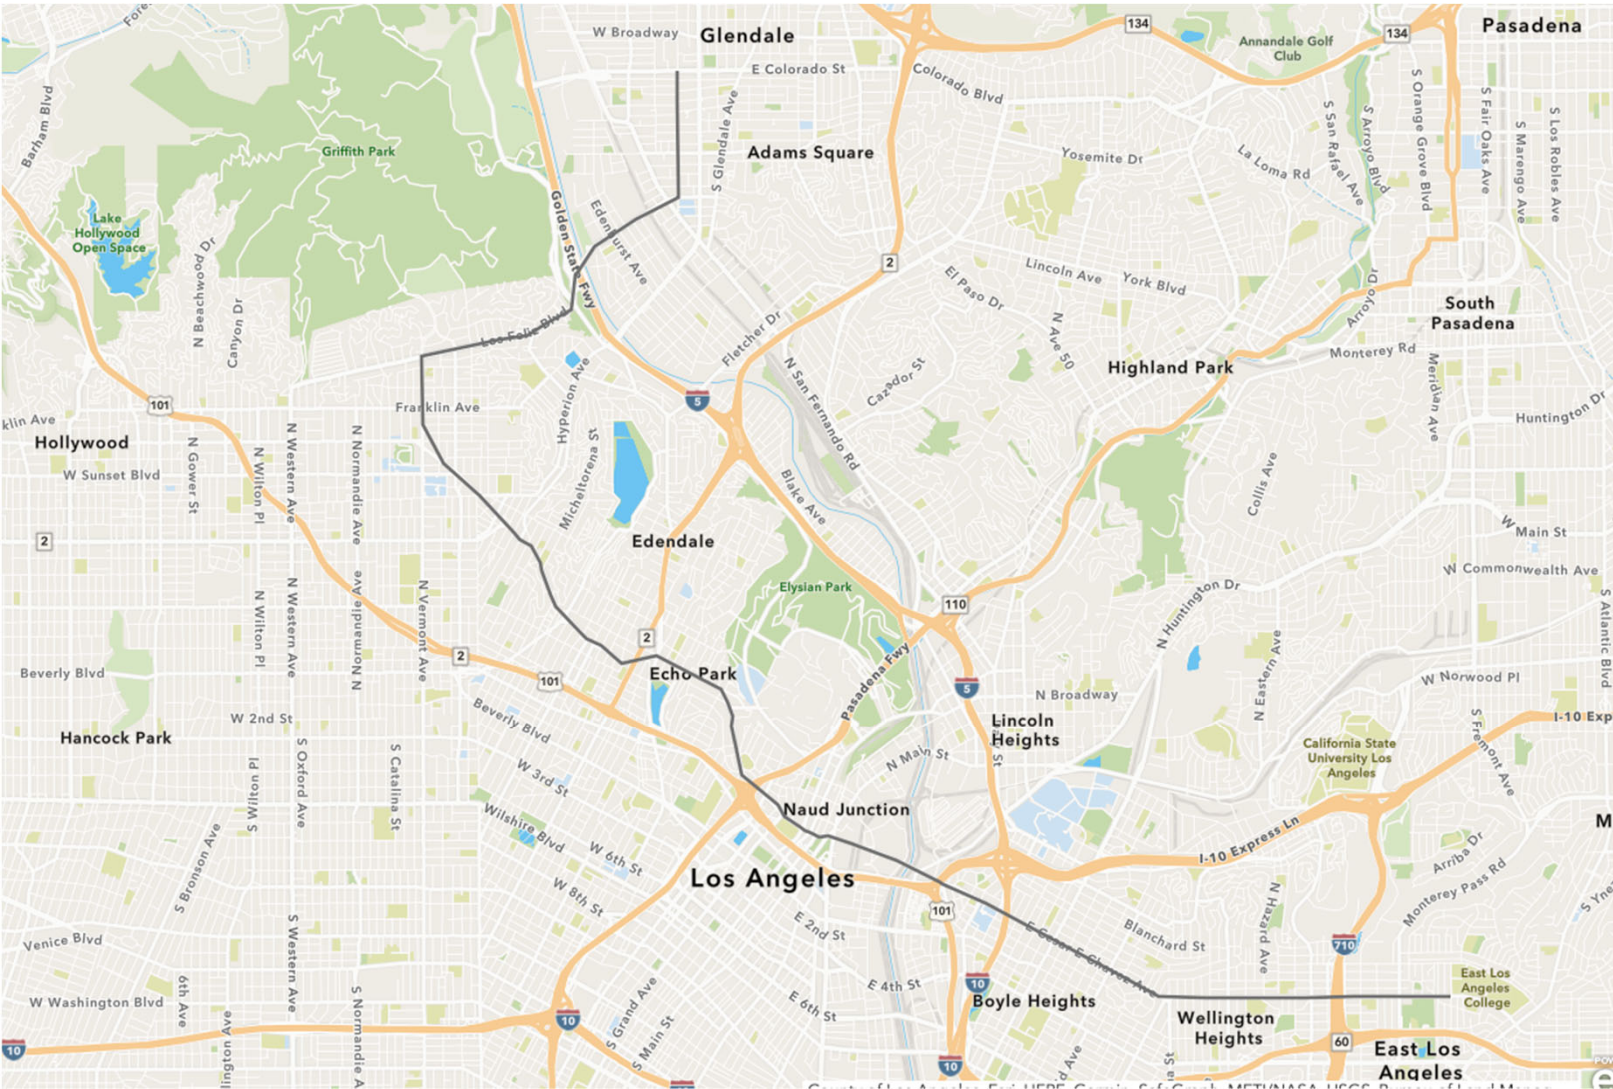 W Broadway
Glendale
134
134
Pasadena
Annandale Golf
Club
E Colorado St
Colorado Blvd
Barham Blvd
Griffith Park
S Glendale Ave
Adams Square
Yosemite Dr
La Loma Rd
S San Rafael Ave
S Arroyo Blvd
S Orange Grove Blvd
S Fair Oaks Ave
S Marengo Ave
S Los Robles Ave
Lake
Hollywood
Open Space
N Beachwood Dr
Canyon Dr
Golden State Fwy
Edenhurst Ave
2
El Paso Dr
Lincoln Ave
York Blvd
Arroyo Dr
South
Pasadena
Los Feliz Blvd
Fletcher Dr
N Ave 50
Monterey Rd
Highland Park
Cazador St
N San Fernando Rd
Hyperion Ave
5
101
Franklin Ave
klin Ave
Hollywood
Meridian Ave
Huntington Dr
W Sunset Blvd
N Gower St
N Wilton Pl
N Western Ave
N Normandie Ave
Micheltorena St
Blake Ave
Collis Ave
W Main St
2
Edendale
Elysian Park
W Commonwealth Ave
N Wilton Pl
N Western Ave
N Normandie Ave
N Vermont Ave
110
N Huntington Dr
S Atlantic Blvd
2
2
Beverly Blvd
101
Echo Park
Pasadena Fwy
5
N Broadway
N Eastern Ave
W Norwood Pl
W 2nd St
Beverly Blvd
Hancock Park
Lincoln
Heights
S Fremont Ave
I-10 Exp
California State
University Los
Angeles
N Main St
S Wilton Pl
S Oxford Ave
S Catalina St
W 3rd St
Naud Junction
Wilshire Blvd
W 6th St
I-10 Express Ln
Arriba Dr
M
Los Angeles
W 8th St
S Bronson Ave
Monterey Pass Rd
101
E 2nd St
E Cesar E Chavez Ave
Blanchard St
N Hazard Ave
710
Venice Blvd
S Western Ave
W Washington Blvd
6th Ave
S Normandie A
E 4th St
E 6th St
10
Boyle Heights
East Los
Angeles
College
Wellington
Heights
S Grand Ave
S Main St
10
10
10
60
East Los
Angeles